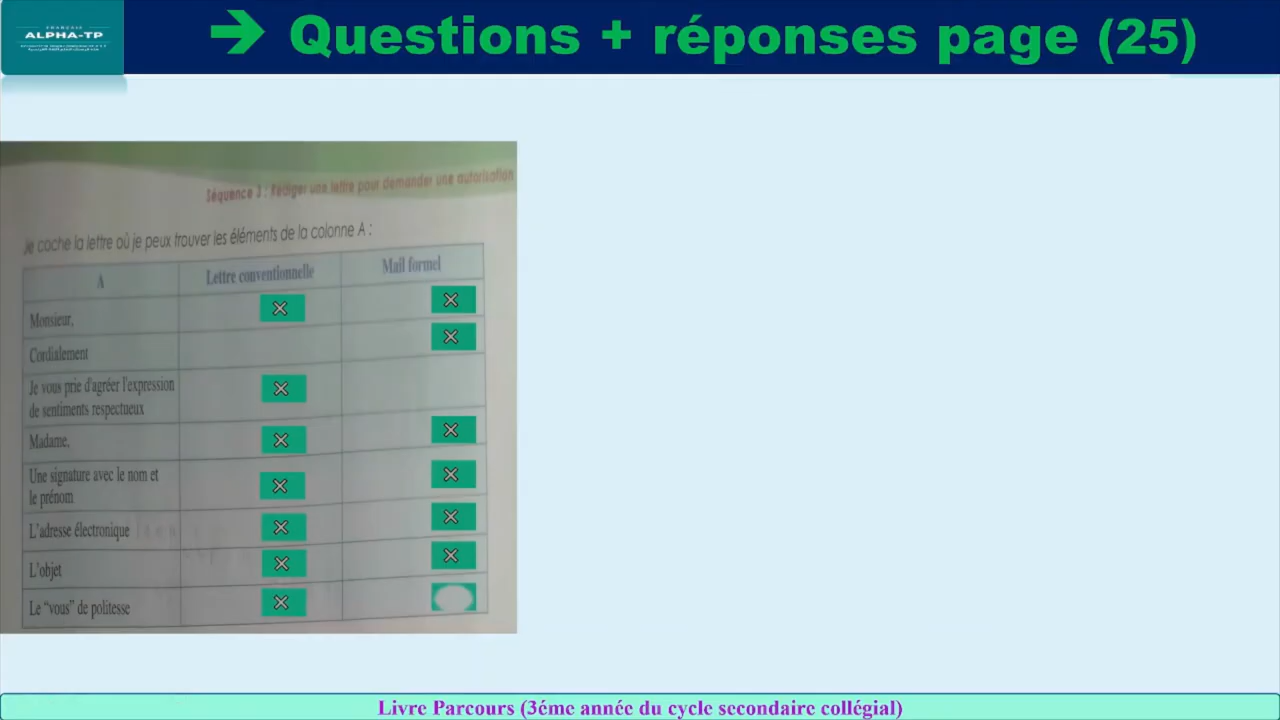 FRANÇAIS
ALPHA-TP
➔ Questions + réponses page (25)
Séquence 3 : Rédiger une lettre pour demander une autorisation
Je coche la lettre où je peux trouver les éléments de la colonne A :
A Lettre conventionnelle Mail formel
Monsieur, × ×
Cordialement ×
Je vous prie d'agréer l'expression
de sentiments respectueux ×
Madame, × ×
Une signature avec le nom et
le prénom × ×
L'adresse électronique × ×
L'objet × ×
Le "vous" de politesse ×
Livre Parcours (3éme année du cycle secondaire collégial)